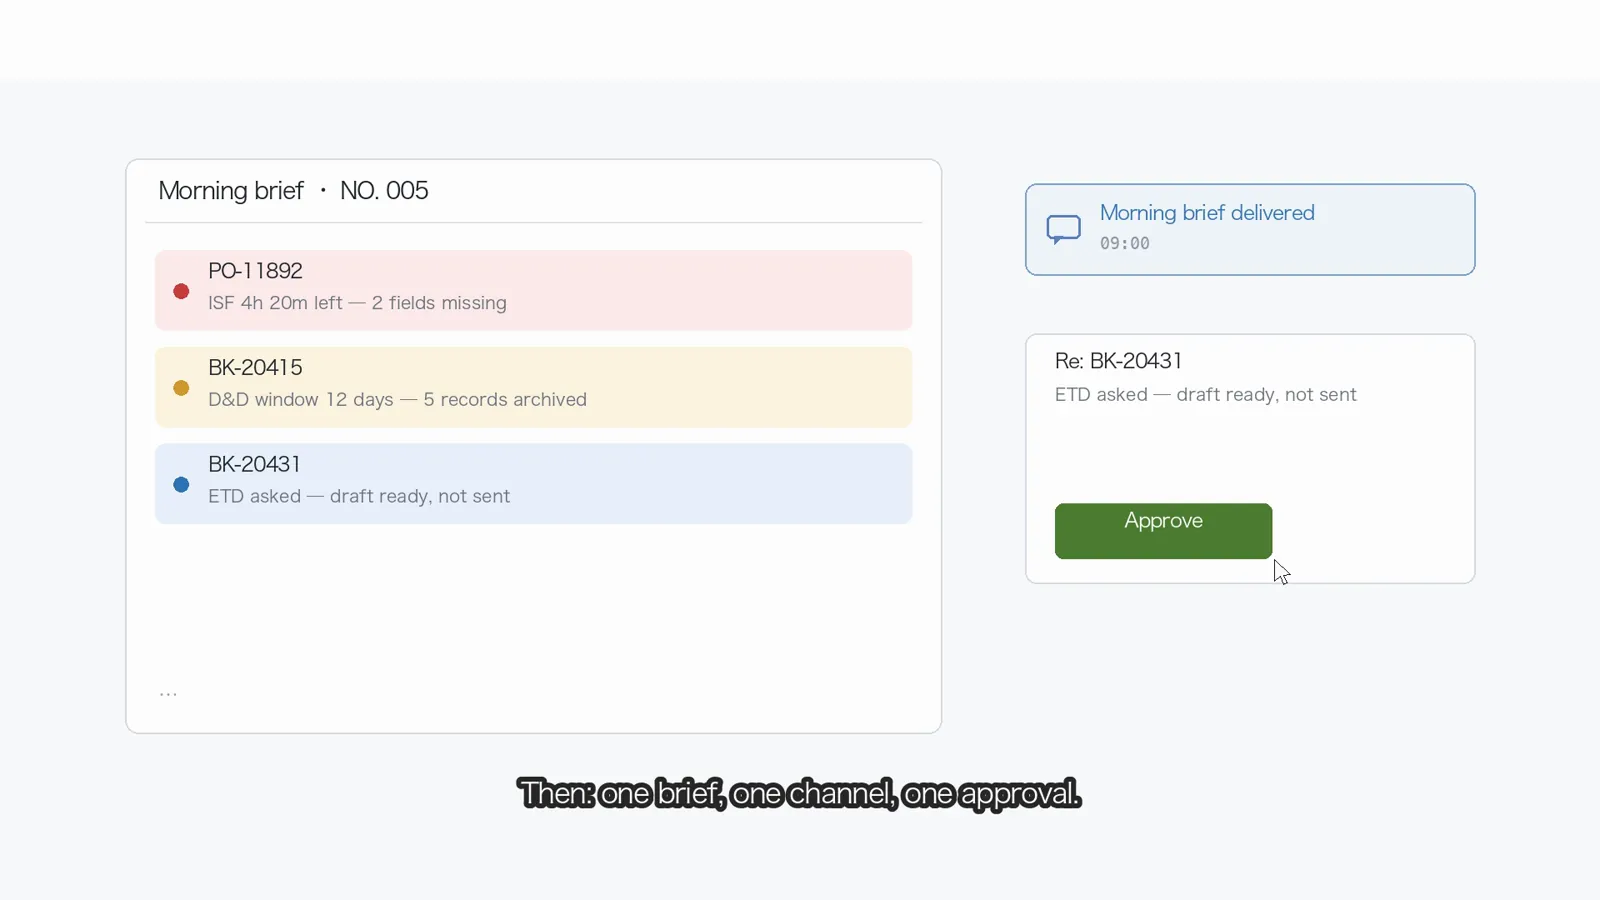 Morning brief ・ NO. 005
PO-11892
ISF 4h 20m left — 2 fields missing
BK-20415
D&D window 12 days — 5 records archived
BK-20431
ETD asked — draft ready, not sent
...
Morning brief delivered
09:00
Re: BK-20431
ETD asked — draft ready, not sent
Approve
Then: one brief, one channel, one approval.